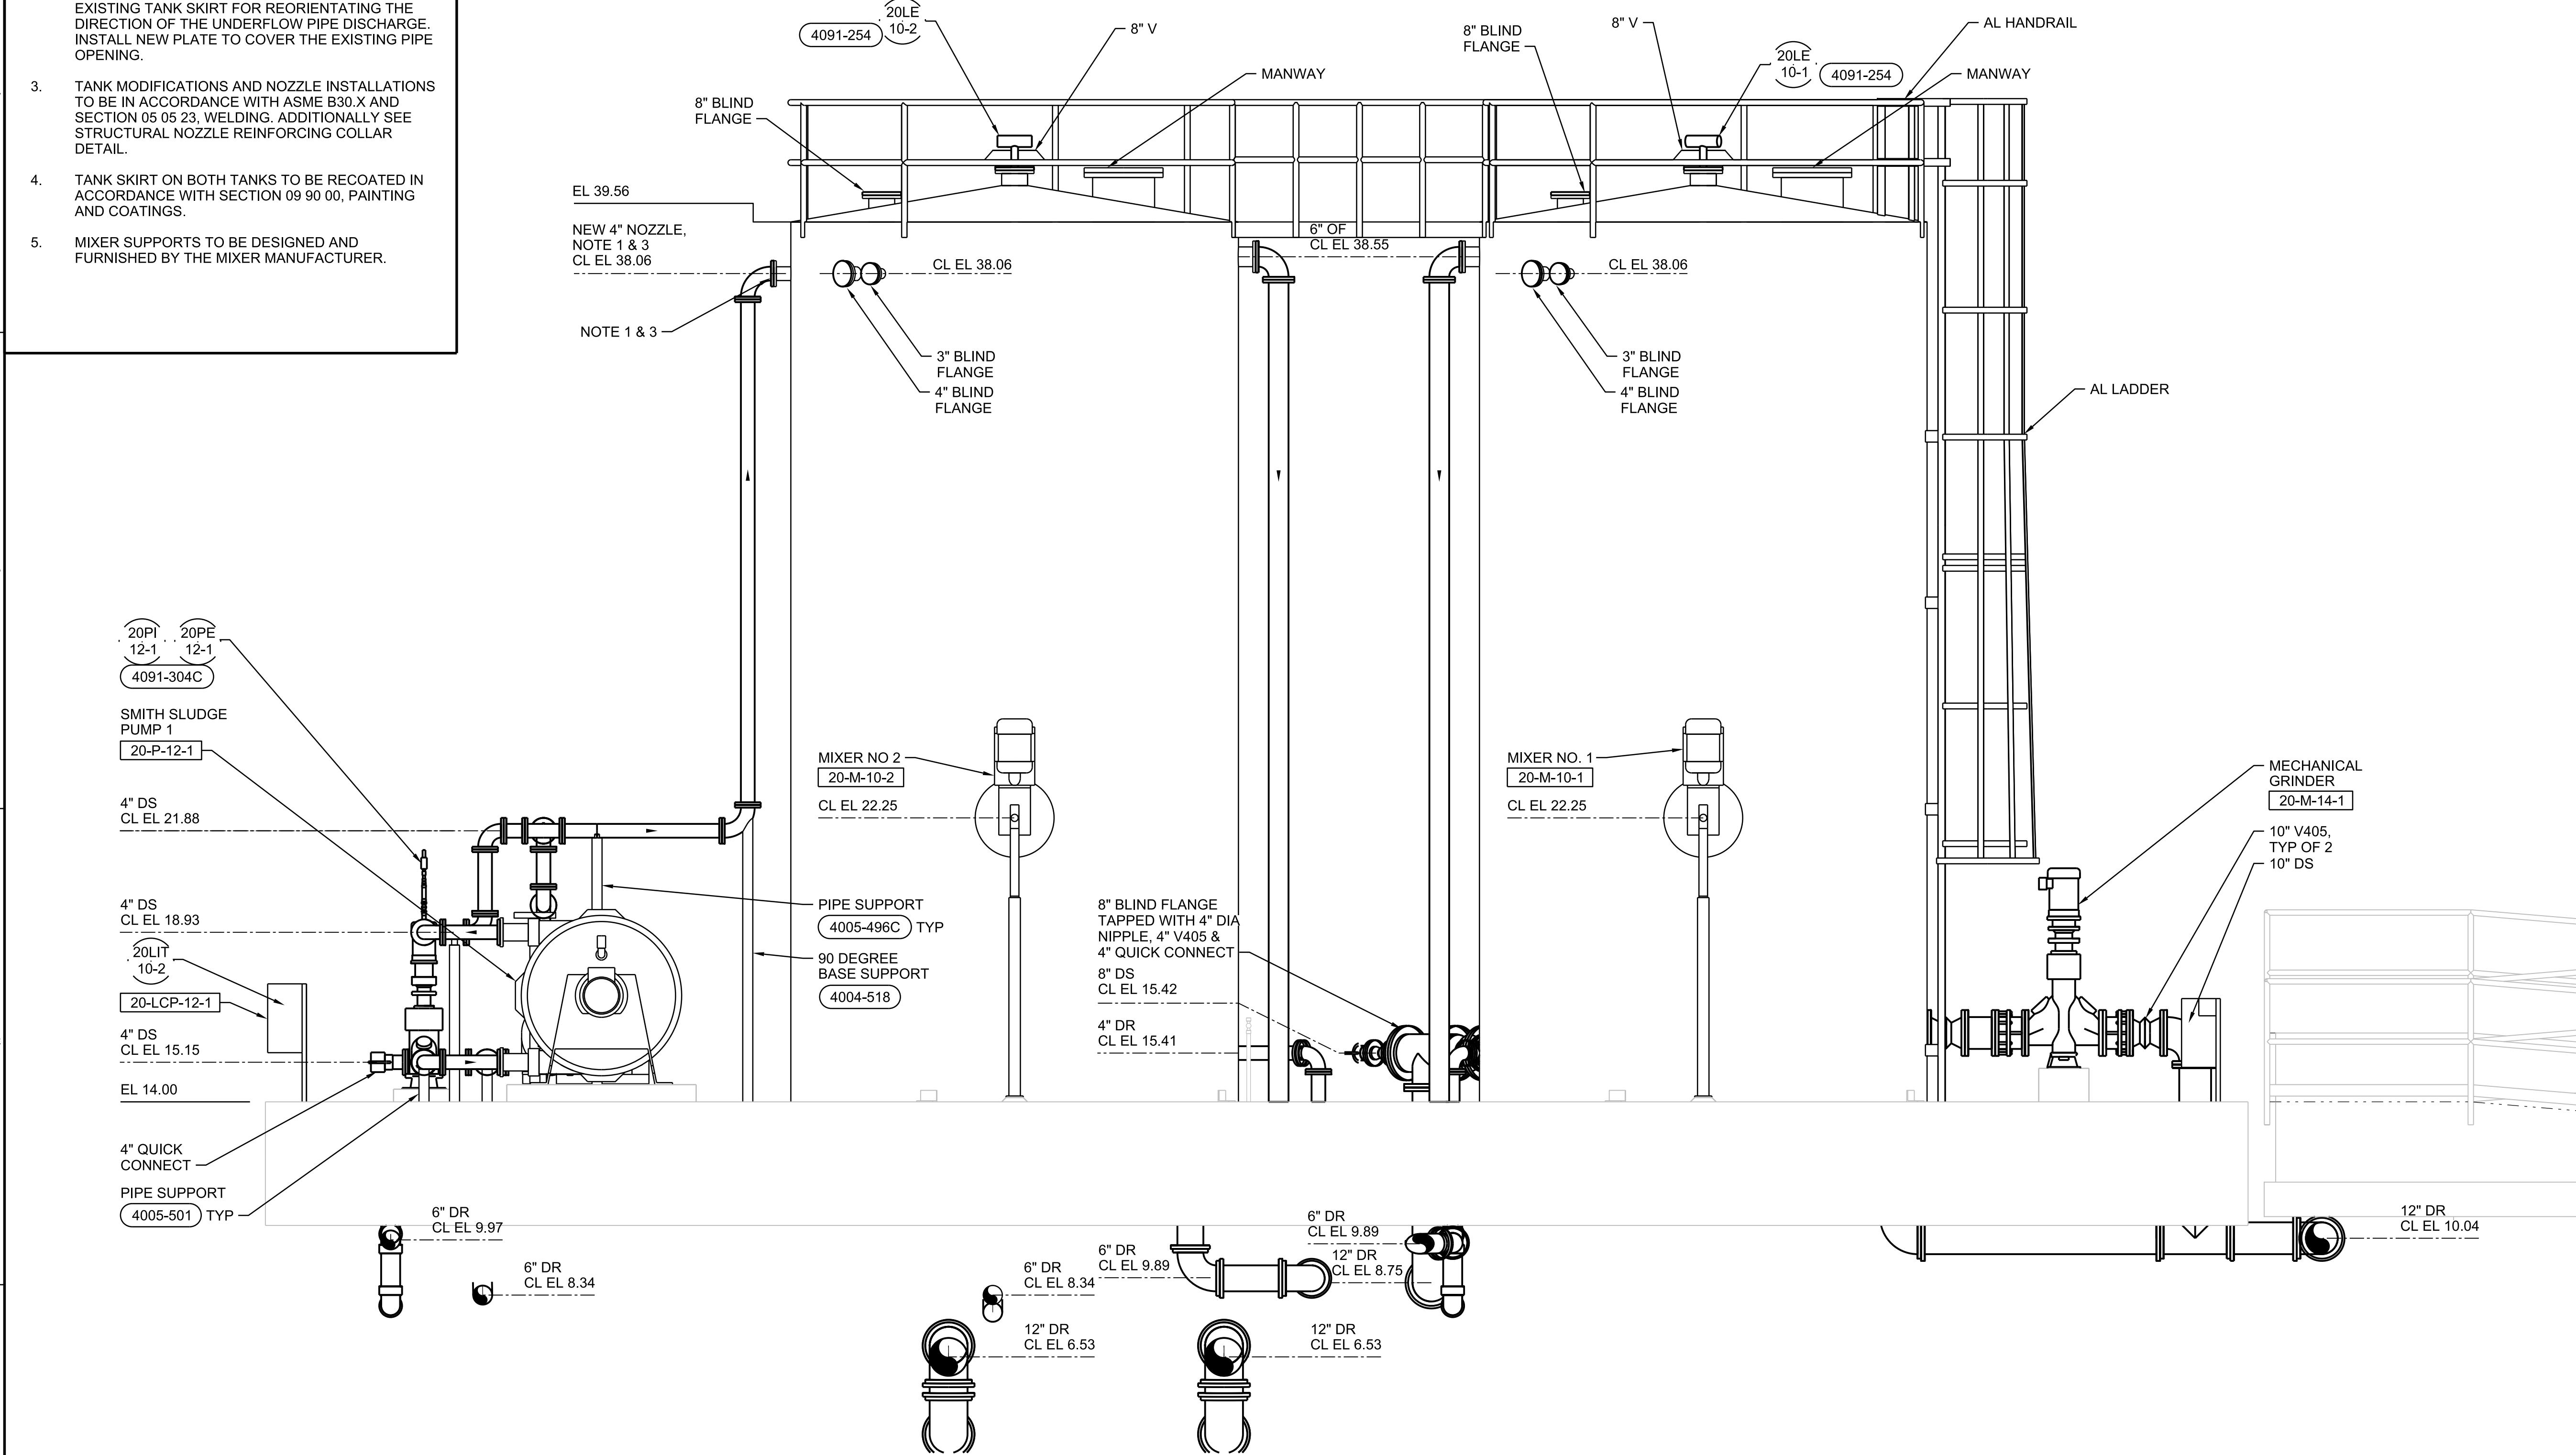 EXISTING TANK SKIRT FOR REORIENTATING THE
DIRECTION OF THE UNDERFLOW PIPE DISCHARGE.
INSTALL NEW PLATE TO COVER THE EXISTING PIPE
OPENING.
3. TANK MODIFICATIONS AND NOZZLE INSTALLATIONS
TO BE IN ACCORDANCE WITH ASME B30.X AND
SECTION 05 05 23, WELDING. ADDITIONALLY SEE
STRUCTURAL NOZZLE REINFORCING COLLAR
DETAIL.
4. TANK SKIRT ON BOTH TANKS TO BE RECOATED IN
ACCORDANCE WITH SECTION 09 90 00, PAINTING
AND COATINGS.
5. MIXER SUPPORTS TO BE DESIGNED AND
FURNISHED BY THE MIXER MANUFACTURER.
20LE
10-2
4091-254
8" V
MANWAY
8" BLIND
FLANGE
8" BLIND
FLANGE
8" V
20LE
10-1
4091-254
AL HANDRAIL
MANWAY
EL 39.56
NEW 4" NOZZLE,
NOTE 1 & 3
CL EL 38.06
NOTE 1 & 3
CL EL 38.06
3" BLIND
FLANGE
4" BLIND
FLANGE
6" OF
CL EL 38.55
CL EL 38.06
3" BLIND
FLANGE
4" BLIND
FLANGE
AL LADDER
20PI
12-1
20PE
12-1
4091-304C
SMITH SLUDGE
PUMP 1
20-P-12-1
4" DS
CL EL 21.88
4" DS
CL EL 18.93
20LIT
10-2
20-LCP-12-1
4" DS
CL EL 15.15
EL 14.00
4" QUICK
CONNECT
PIPE SUPPORT
4005-501 TYP
MIXER NO 2
20-M-10-2
CL EL 22.25
PIPE SUPPORT
4005-496C TYP
90 DEGREE
BASE SUPPORT
4004-518
8" BLIND FLANGE
TAPPED WITH 4" DIA
NIPPLE, 4" V405 &
4" QUICK CONNECT
8" DS
CL EL 15.42
4" DR
CL EL 15.41
MIXER NO. 1
20-M-10-1
CL EL 22.25
MECHANICAL
GRINDER
20-M-14-1
10" V405,
TYP OF 2
10" DS
6" DR
CL EL 9.97
6" DR
CL EL 8.34
6" DR
CL EL 8.34
12" DR
CL EL 6.53
6" DR
CL EL 9.89
6" DR
CL EL 9.89
12" DR
CL EL 8.75
12" DR
CL EL 6.53
12" DR
CL EL 10.04